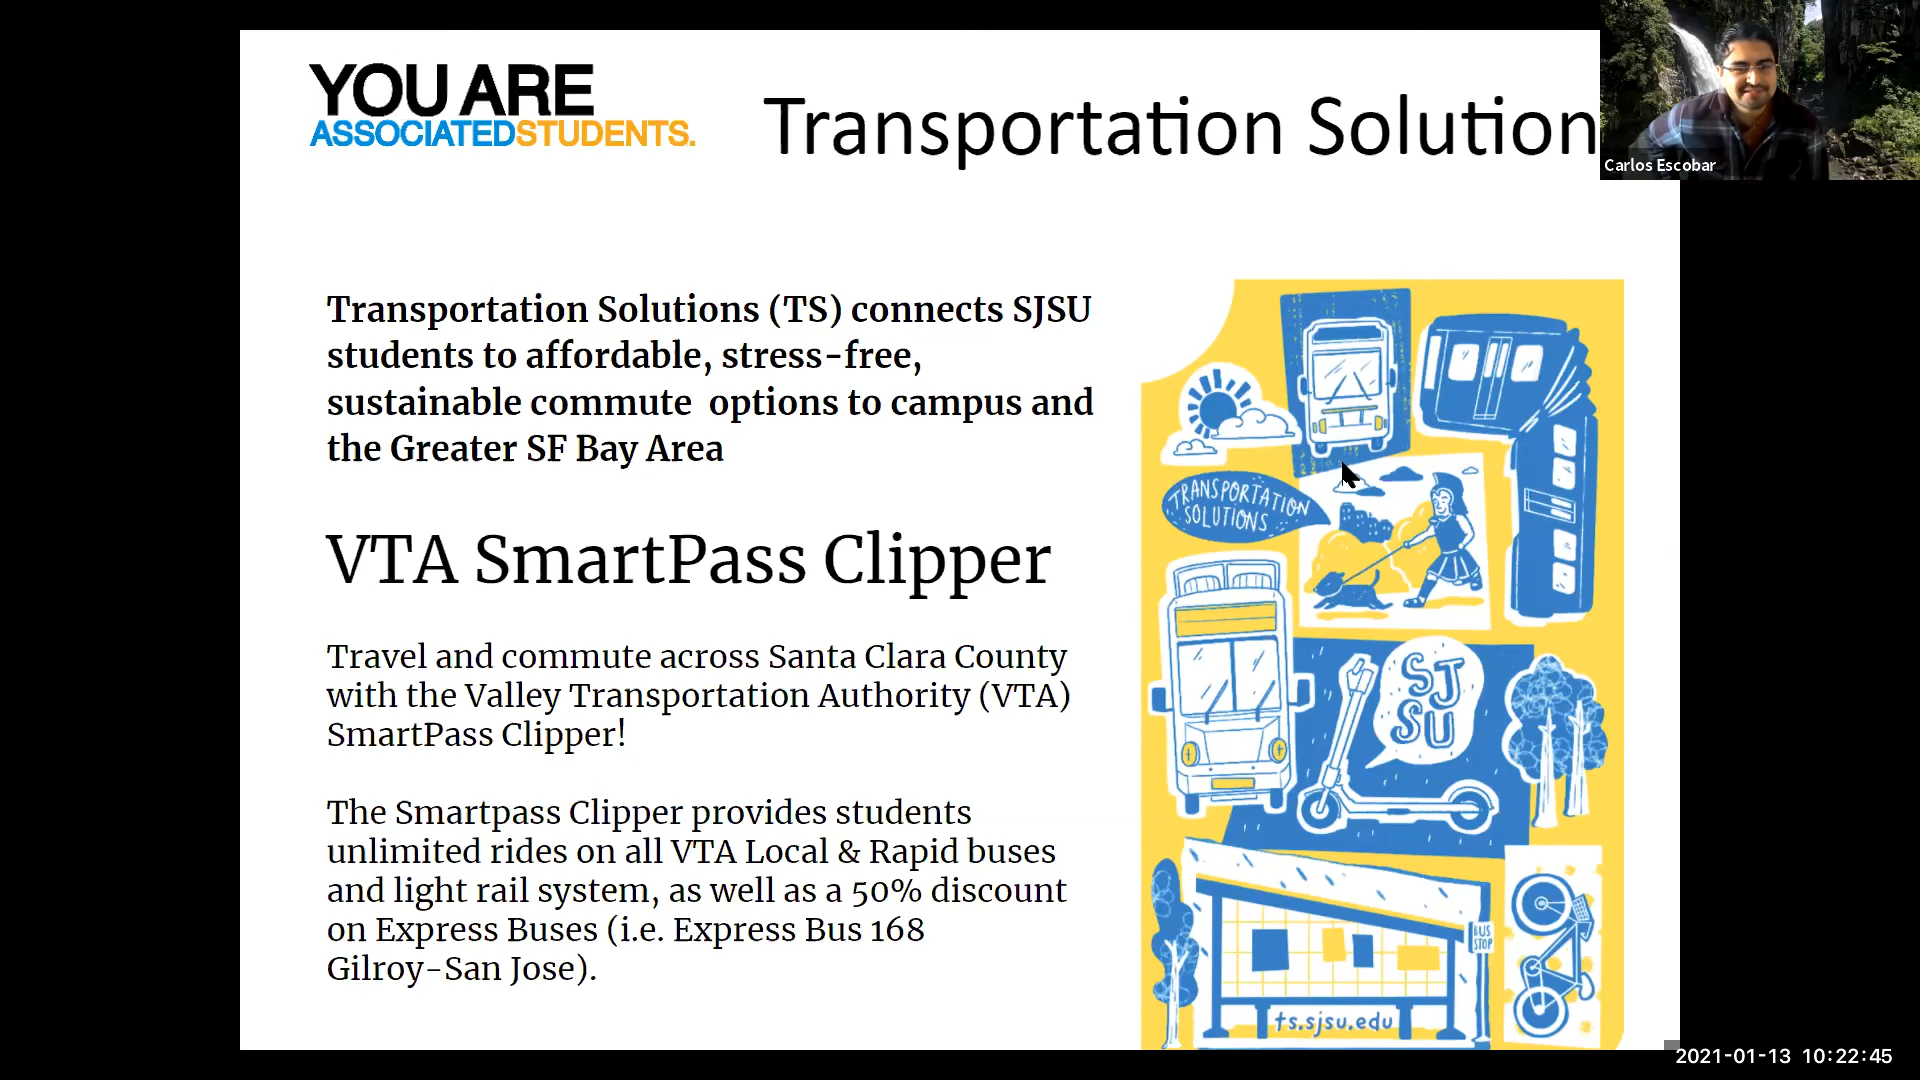 YOU ARE
ASSOCIATEDSTUDENTS.
Transportation Solution
Carlos Escobar
Transportation Solutions (TS) connects SJSU
students to affordable, stress-free,
sustainable commute options to campus and
the Greater SF Bay Area
VTA SmartPass Clipper
Travel and commute across Santa Clara County
with the Valley Transportation Authority (VTA)
SmartPass Clipper!
The Smartpass Clipper provides students
unlimited rides on all VTA Local & Rapid buses
and light rail system, as well as a 50% discount
on Express Buses (i.e. Express Bus 168
Gilroy-San Jose).
TRANSPORTATION
SOLUTIONS
SJ
SU
BUS
STOP
ts.sjsu.edu
2021-01-13 10:22:45